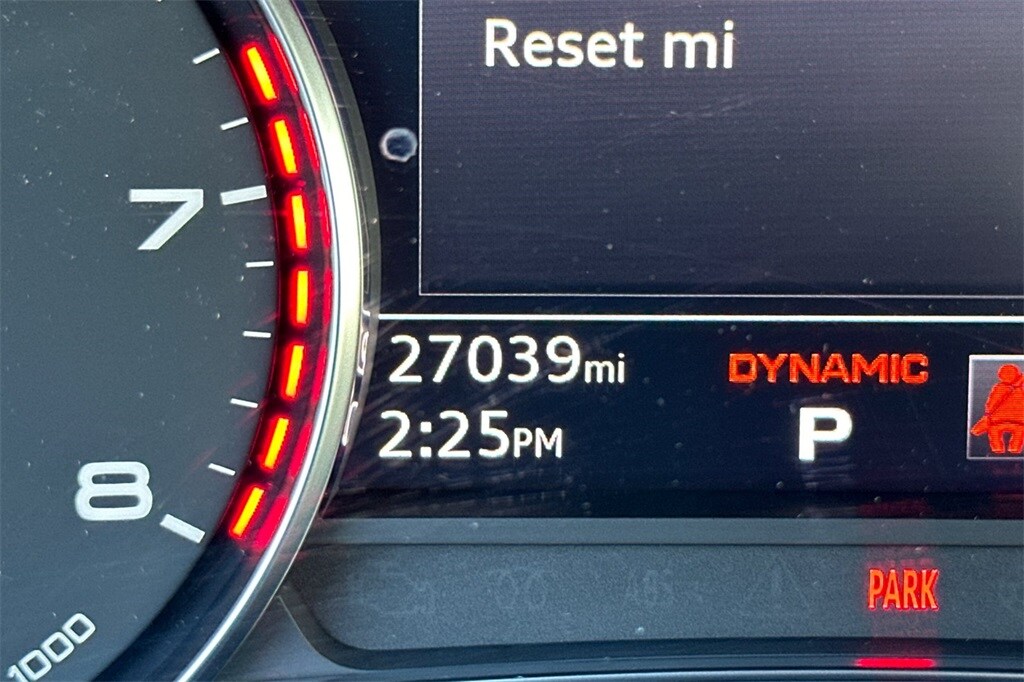 Reset mi
7
27039mi
DYNAMIC
2:25PM
P
8
PARK
1000